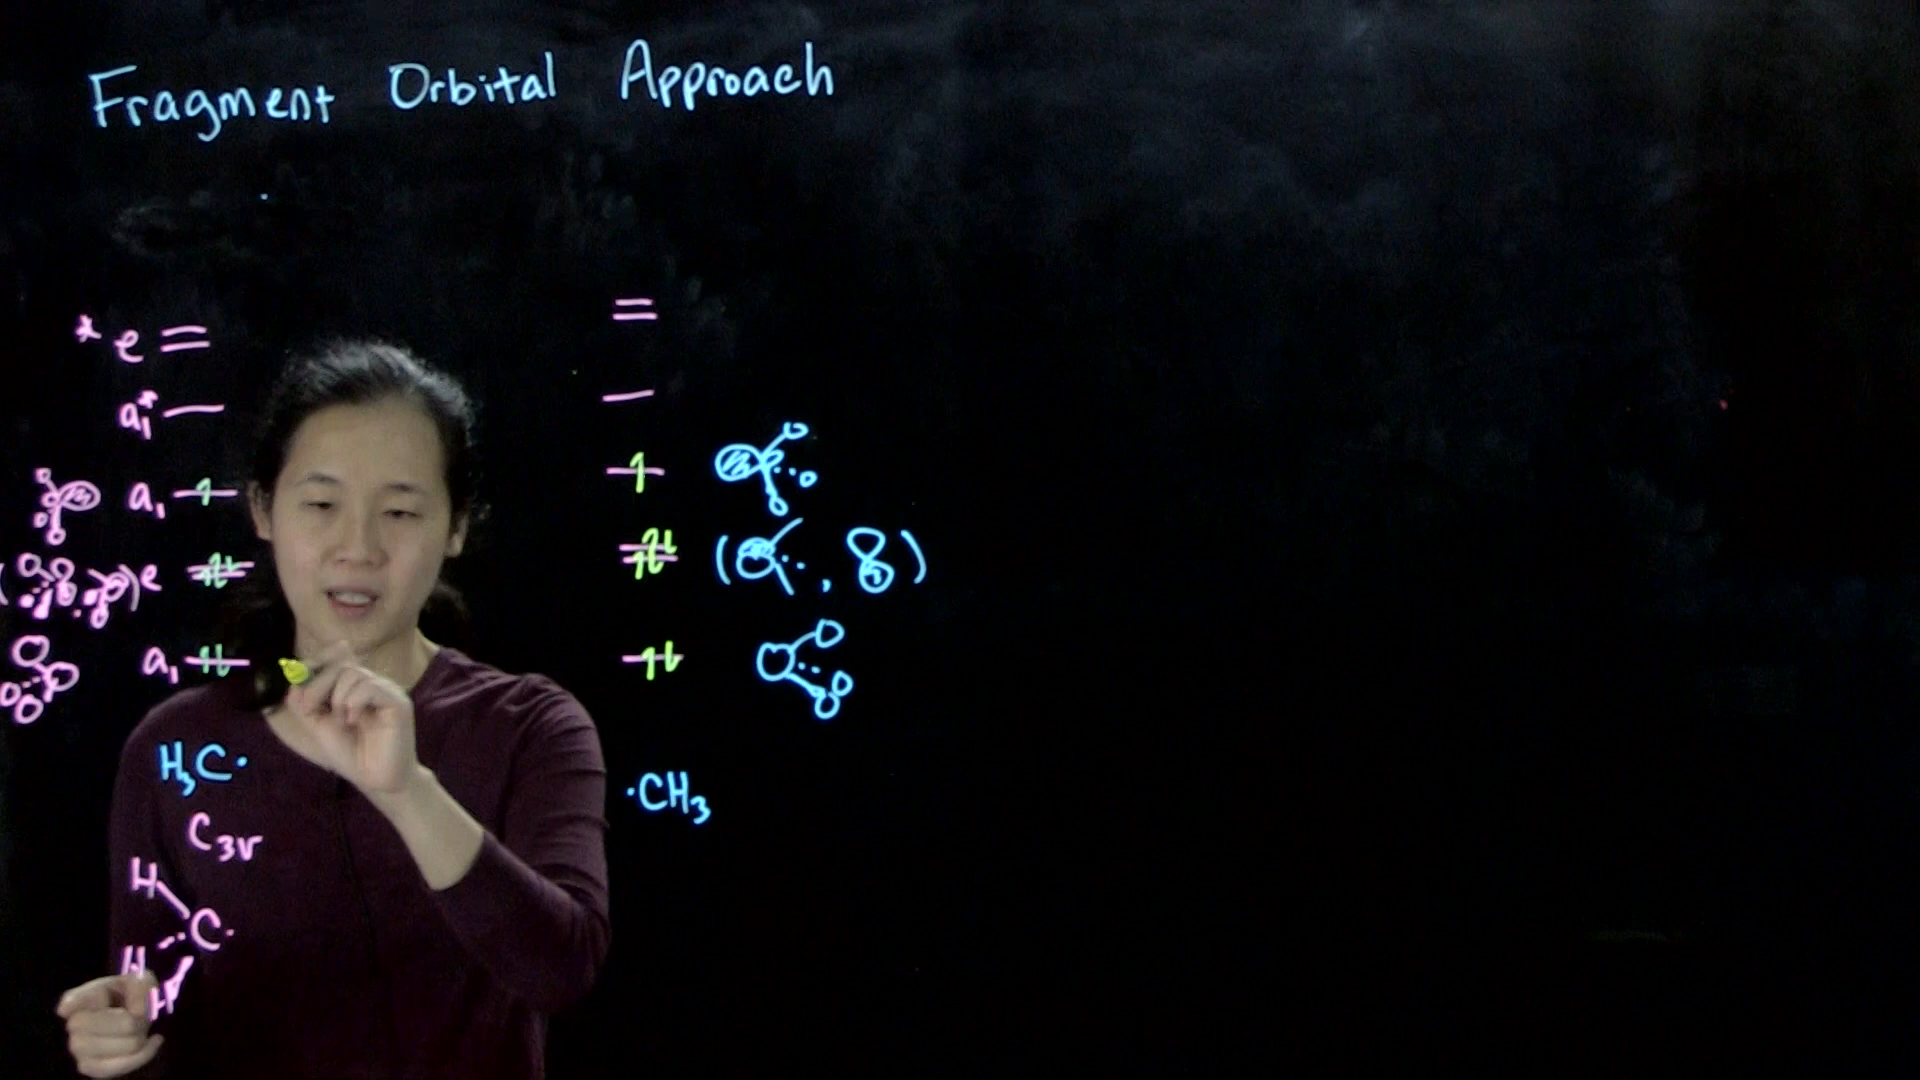 Fragment Orbital Approach
* e
a₁*
a₁
e
a₁
H₃C·
·CH₃
C₃ᵥ
H
C·
H
H